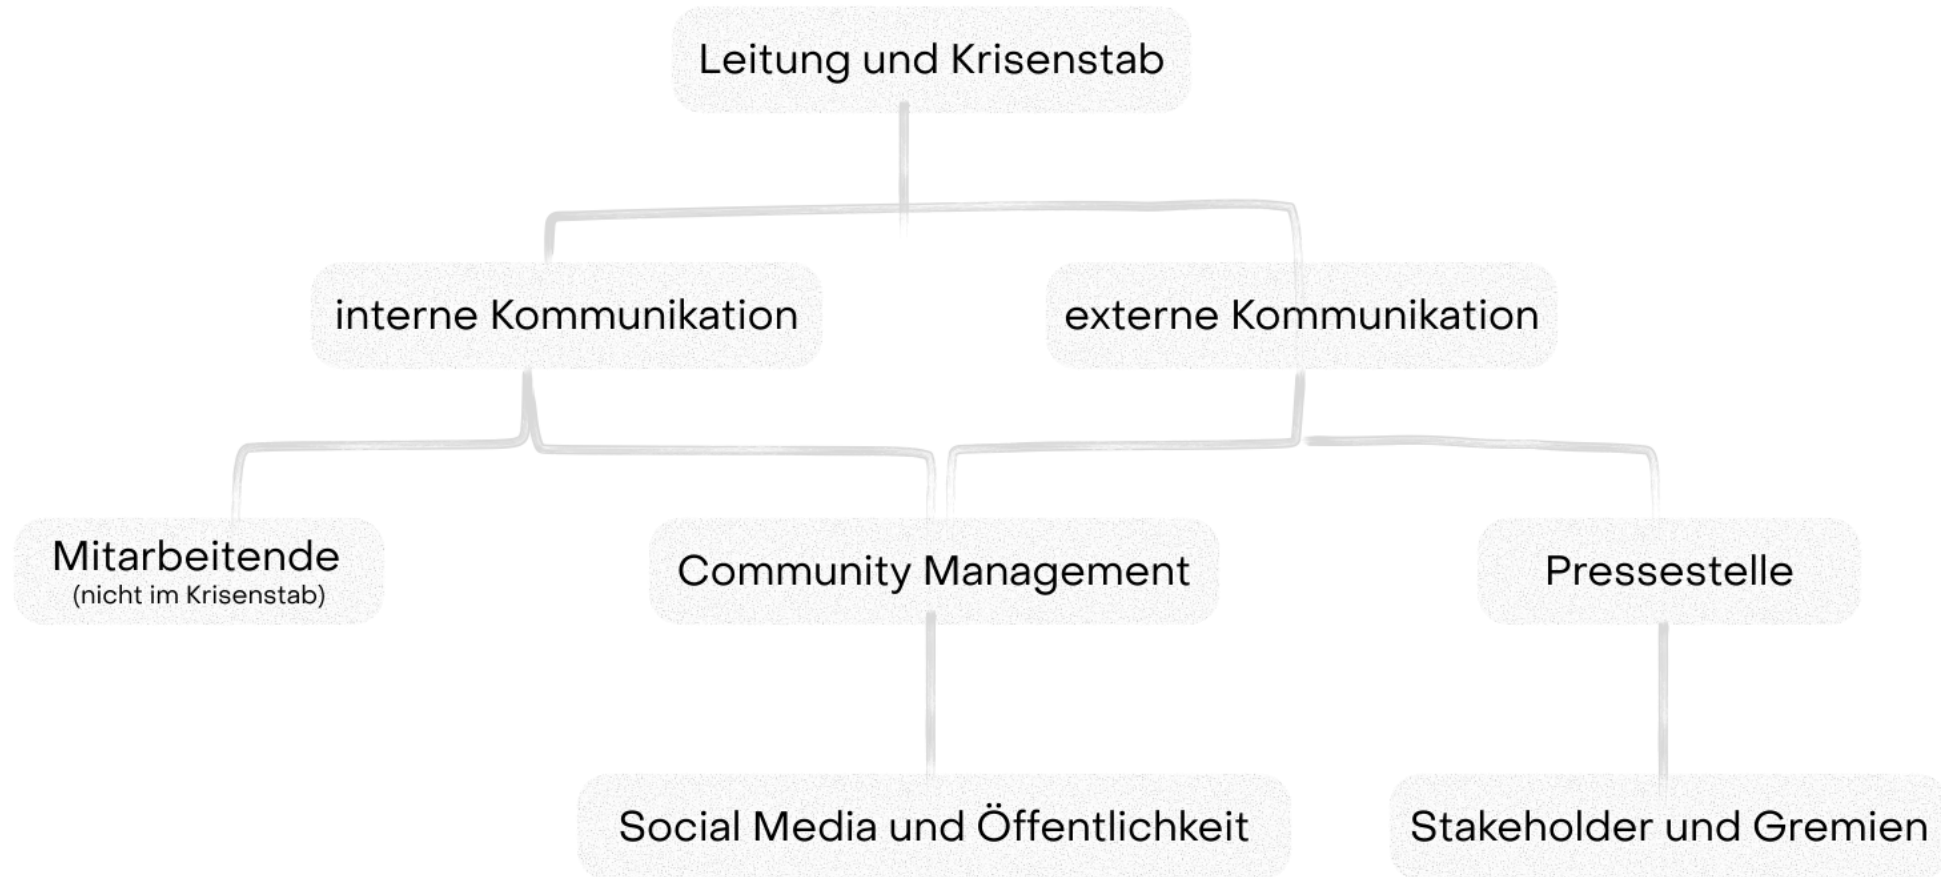 Leitung und Krisenstab
interne Kommunikation
externe Kommunikation
Mitarbeitende
(nicht im Krisenstab)
Community Management
Pressestelle
Social Media und Öffentlichkeit
Stakeholder und Gremien